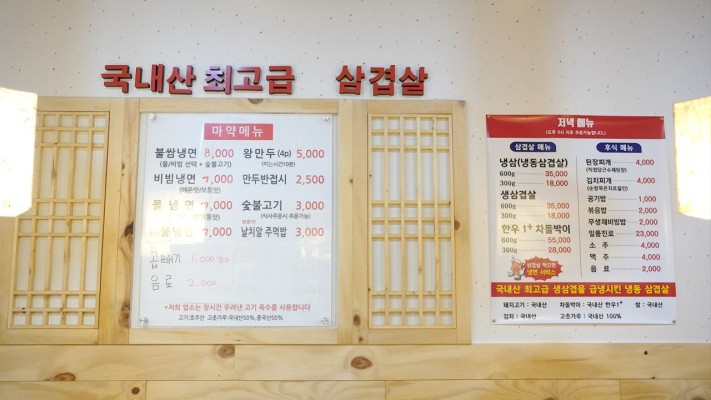 국내산 최고급 삼겹살
마약메뉴
불쌈냉면 8,000
(물/비빔 선택 + 숯불고기)
비빔냉면 7,000
(매운맛/보통맛)
물냉면 7,000
냉면 7,000
곱빼기 1,000
음료 2,000
왕만두 (4p) 5,000
만두반접시 2,500
숯불고기 3,000
(식사주문시 주문가능)
날치알 주먹밥 3,000
*저희 업소는 장시간 우려낸 고기 육수를 사용합니다
고기:호주산 고춧가루:국내산50%, 중국산50%
저녁 메뉴
(오후 5시 이후 주문가능합니다.)
삼겹살 메뉴
냉삼(냉동삼겹살)
600g 35,000
300g 18,000
생삼겹살
600g 35,000
300g 18,000
한우 1+ 차돌박이
600g 55,000
300g 28,000
삼겹살 먹으면
냉면 서비스
후식 메뉴
된장찌개 4,000
김치찌개 4,000
공기밥 1,000
볶음밥 2,000
무생채비빔밥 2,000
일품진로 23,000
소 주 4,000
맥 주 4,000
음 료 2,000
국내산 최고급 생삼겹을 급냉시킨 냉동 삼겹살
돼지고기 : 국내산 차돌박이 : 국내산 한우1+ 쌀 : 국내산
김치 : 국내산 고춧가루 : 국내산 100%